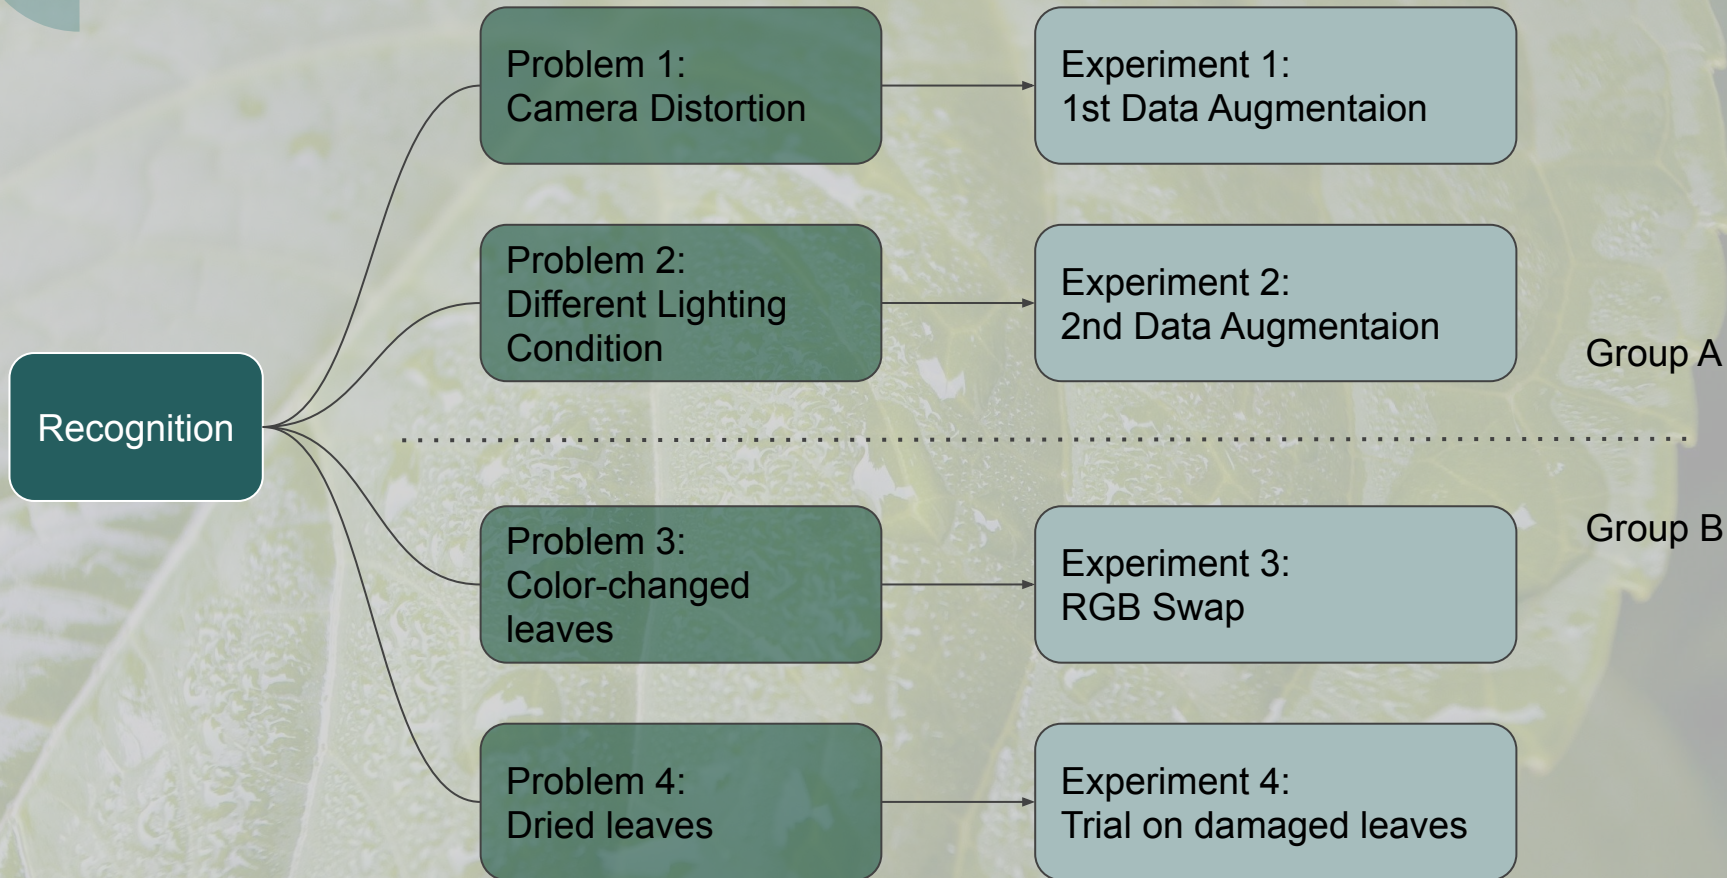 Recognition
Problem 1:
Camera Distortion
Experiment 1:
1st Data Augmentaion
Problem 2:
Different Lighting
Condition
Experiment 2:
2nd Data Augmentaion
Group A
Problem 3:
Color-changed
leaves
Experiment 3:
RGB Swap
Group B
Problem 4:
Dried leaves
Experiment 4:
Trial on damaged leaves